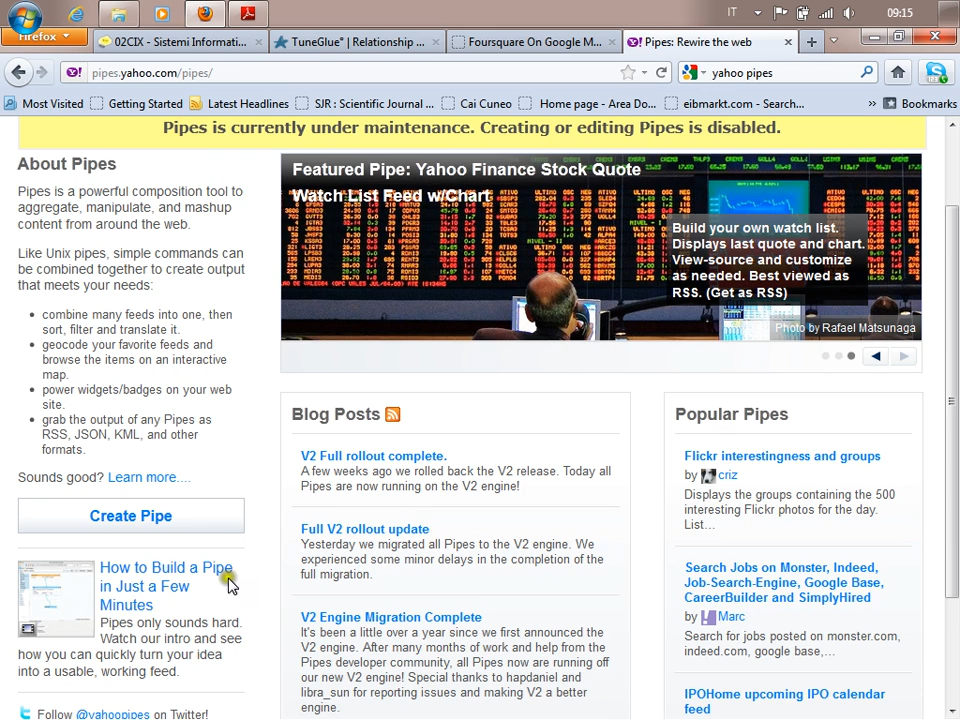 IT
09:15
Firefox
02CIX - Sistemi Informati...
TuneGlue° | Relationship ...
Foursquare On Google M...
Pipes: Rewire the web
pipes.yahoo.com/pipes/
yahoo pipes
Most Visited
Getting Started
Latest Headlines
SJR : Scientific Journal ...
Cai Cuneo
Home page - Area Do...
eibmarkt.com - Search...
»
Bookmarks
Pipes is currently under maintenance. Creating or editing Pipes is disabled.
About Pipes
Pipes is a powerful composition tool to
aggregate, manipulate, and mashup
content from around the web.
Like Unix pipes, simple commands can
be combined together to create output
that meets your needs:
• combine many feeds into one, then
sort, filter and translate it.
• geocode your favorite feeds and
browse the items on an interactive
map.
• power widgets/badges on your web
site.
• grab the output of any Pipes as
RSS, JSON, KML, and other
formats.
Sounds good? Learn more....
Create Pipe
How to Build a Pipe
in Just a Few
Minutes
Pipes only sounds hard.
Watch our intro and see
how you can quickly turn your idea
into a usable, working feed.
Follow @yahoopipes on Twitter!
Featured Pipe: Yahoo Finance Stock Quote
Watch List Feed w/Chart
Build your own watch list.
Displays last quote and chart.
View-source and customize
as needed. Best viewed as
RSS. (Get as RSS)
Photo by Rafael Matsunaga
Blog Posts
V2 Full rollout complete.
A few weeks ago we rolled back the V2 release. Today all
Pipes are now running on the V2 engine!
Full V2 rollout update
Yesterday we migrated all Pipes to the V2 engine. We
experienced some minor delays in the completion of the
full migration.
V2 Engine Migration Complete
It's been a little over a year since we first announced the
V2 engine. After many months of work and help from the
Pipes developer community, all Pipes now are running off
our new V2 engine! Special thanks to hapdaniel and
libra_sun for reporting issues and making V2 a better
engine.
Popular Pipes
Flickr interestingness and groups
by criz
Displays the groups containing the 500
interesting Flickr photos for the day.
List…
Search Jobs on Monster, Indeed,
Job-Search-Engine, Google Base,
CareerBuilder and SimplyHired
by Marc
Search for jobs posted on monster.com,
indeed.com, google base,…
IPOHome upcoming IPO calendar
feed